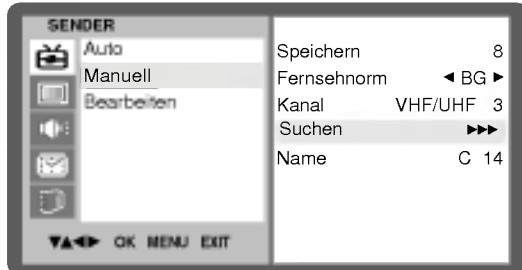 SENDER
Auto
Manuell
Bearbeiten
Speichern 8
Fernsehnorm ◄ BG ►
Kanal VHF/UHF 3
Suchen ►►►
Name C 14
▼▲◄► OK MENU EXIT